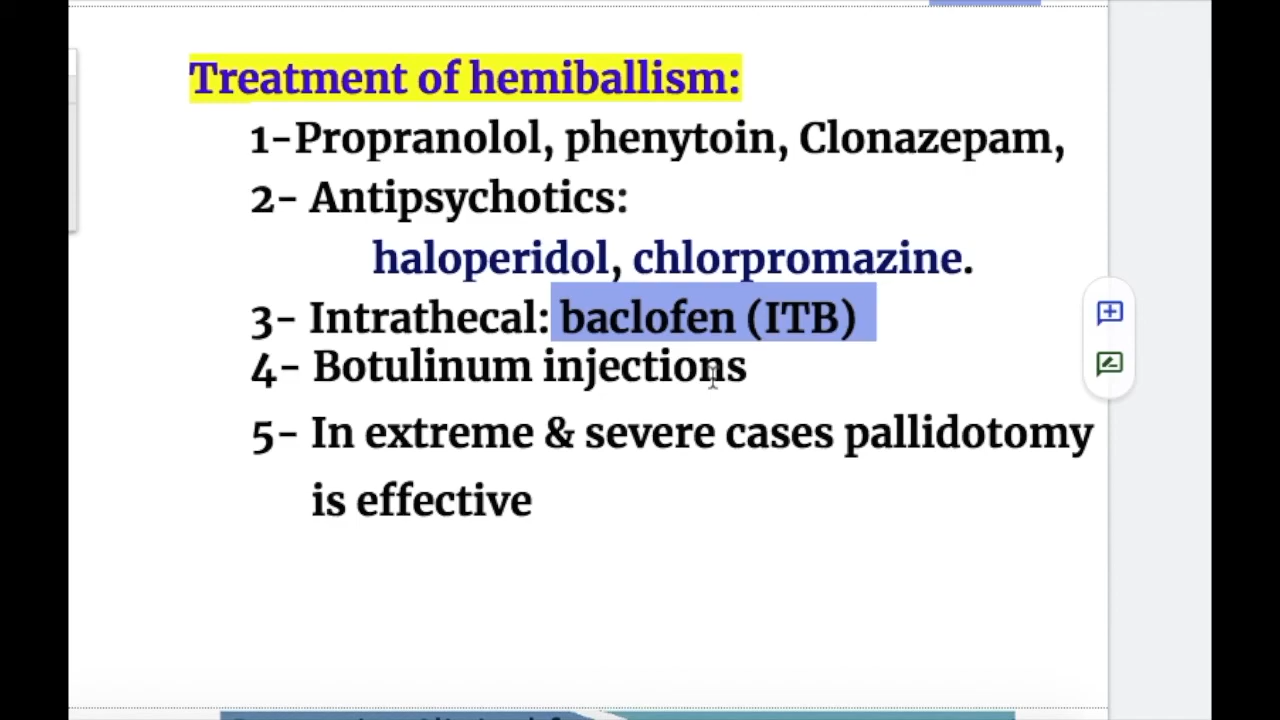 Treatment of hemiballism:
1-Propranolol, phenytoin, Clonazepam,
2- Antipsychotics:
haloperidol, chlorpromazine.
3- Intrathecal: baclofen (ITB)
4- Botulinum injections
5- In extreme & severe cases pallidotomy
is effective